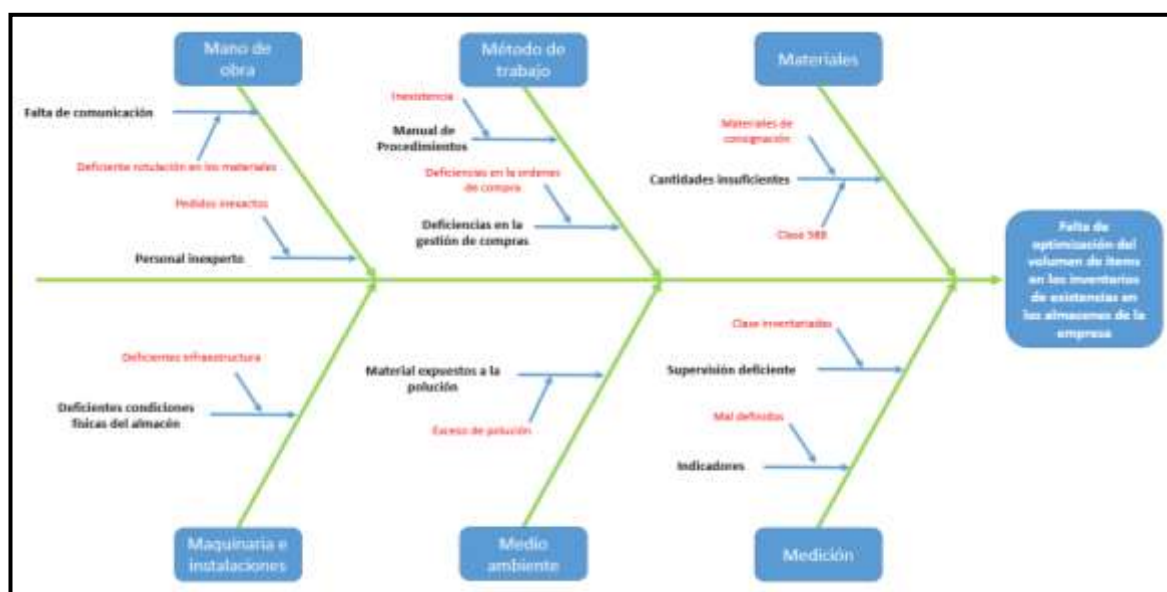 Mano de
obra
Método de
trabajo
Materiales
Falta de comunicación
Deficiente rotulación en los materiales
Pedidos inexactos
Personal inexperto
Inexistencia
Manual de
Procedimientos
Deficiencias en la ordenes
de compra
Deficiencias en la
gestión de compras
Materiales de
consignación
Cantidades insuficientes
Clase
Falta de
optimización del
volumen de ítems
en los inventarios
de existencias en
los almacenes de la
empresa
Deficientes infraestructura
Deficientes condiciones
físicas del almacén
Material expuestos a la
polución
Exceso de polución
Clase inventariadas
Supervisión deficiente
Mal definidos
Indicadores
Maquinaria e
instalaciones
Medio
ambiente
Medición